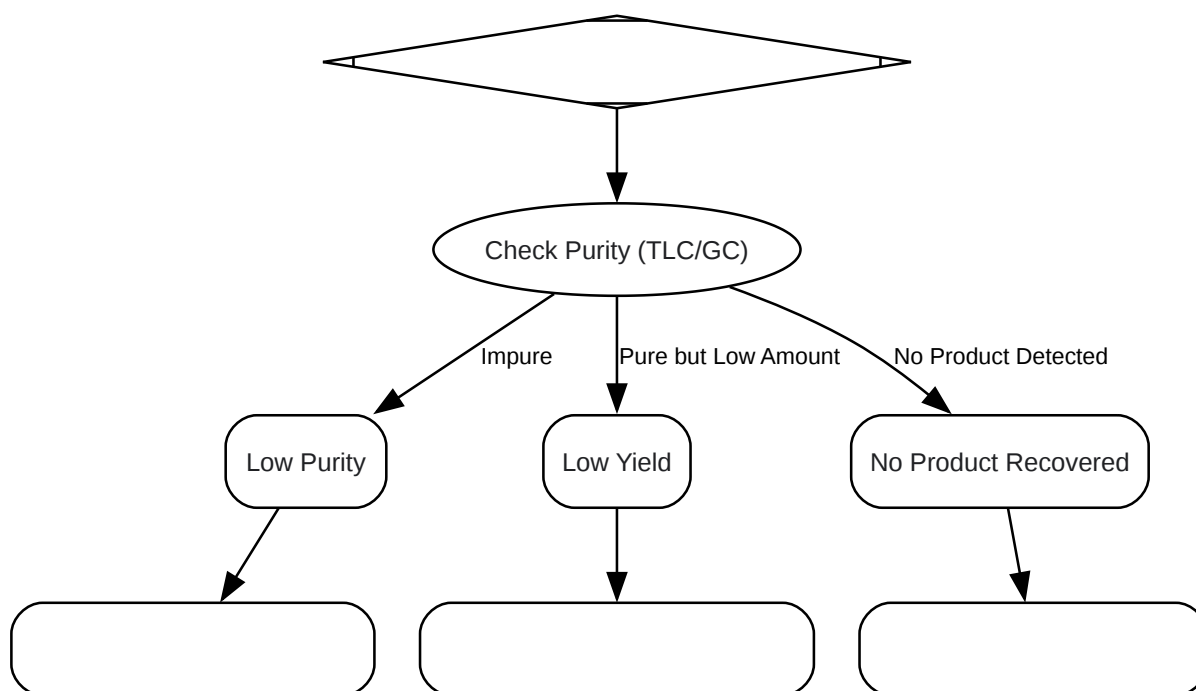 Check Purity (TLC/GC)
Impure
Pure but Low Amount
No Product Detected
Low Purity
Low Yield
No Product Recovered